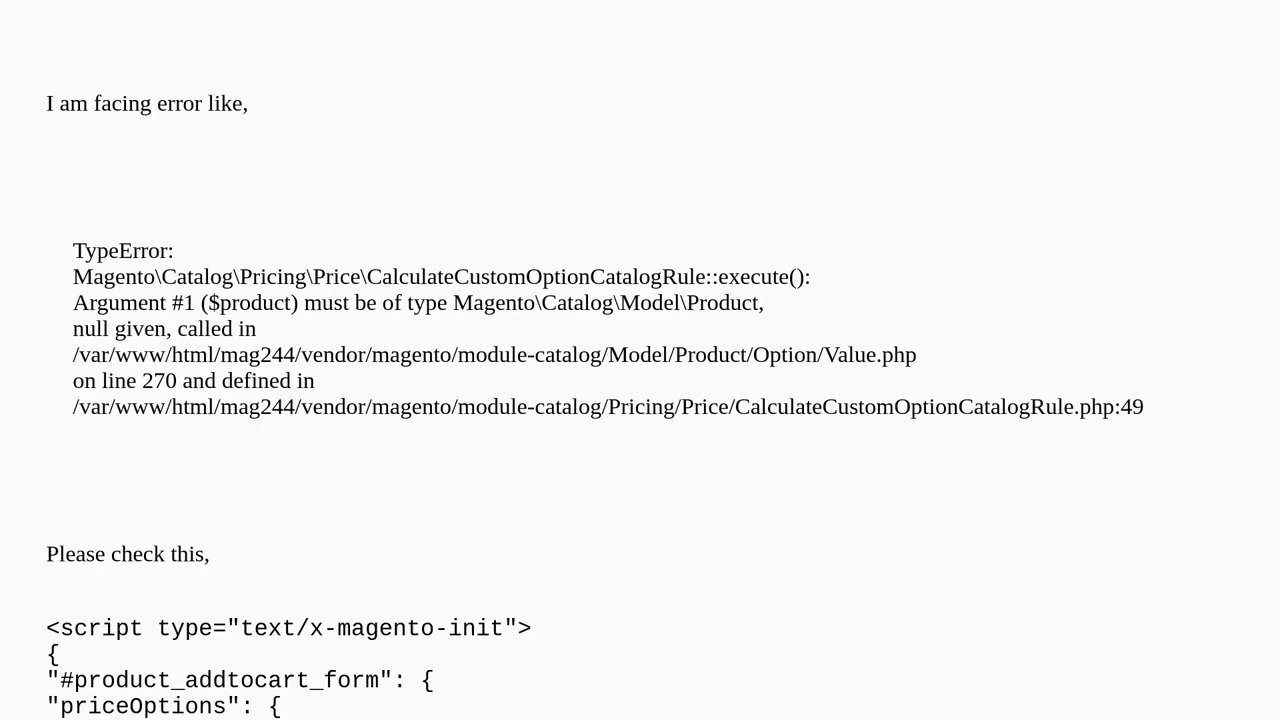 I am facing error like,
TypeError:
Magento\Catalog\Pricing\Price\CalculateCustomOptionCatalogRule::execute():
Argument #1 ($product) must be of type Magento\Catalog\Model\Product,
null given, called in
/var/www/html/mag244/vendor/magento/module-catalog/Model/Product/Option/Value.php
on line 270 and defined in
/var/www/html/mag244/vendor/magento/module-catalog/Pricing/Price/CalculateCustomOptionCatalogRule.php:49
Please check this,
<script type="text/x-magento-init">
{
"#product_addtocart_form": {
"priceOptions": {